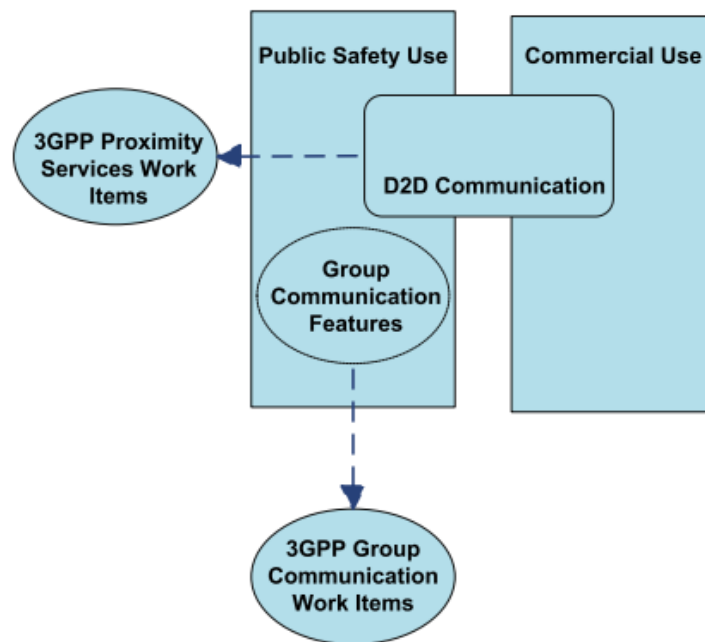 Public Safety Use
Commercial Use
3GPP Proximity
Services Work
Items
D2D Communication
Group
Communication
Features
3GPP Group
Communication
Work Items